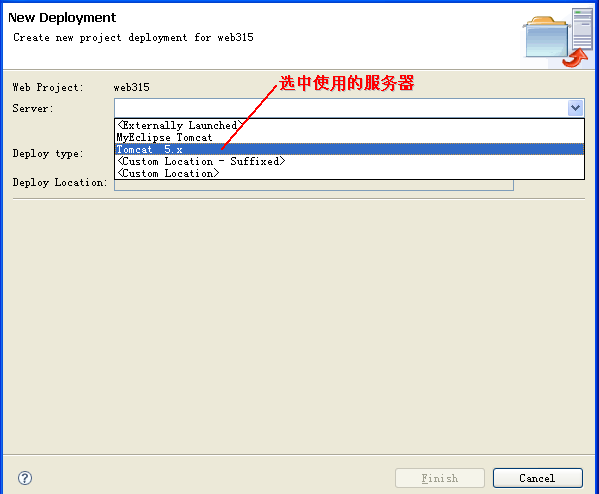 New Deployment
Create new project deployment for web315
Web Project: web315
选中使用的服务器
Server:
<Externally Launched>
MyEclipse Tomcat
Deploy type:
Tomcat 5.x
<Custom Location - Suffixed>
<Custom Location>
Deploy Location:
?
Finish
Cancel